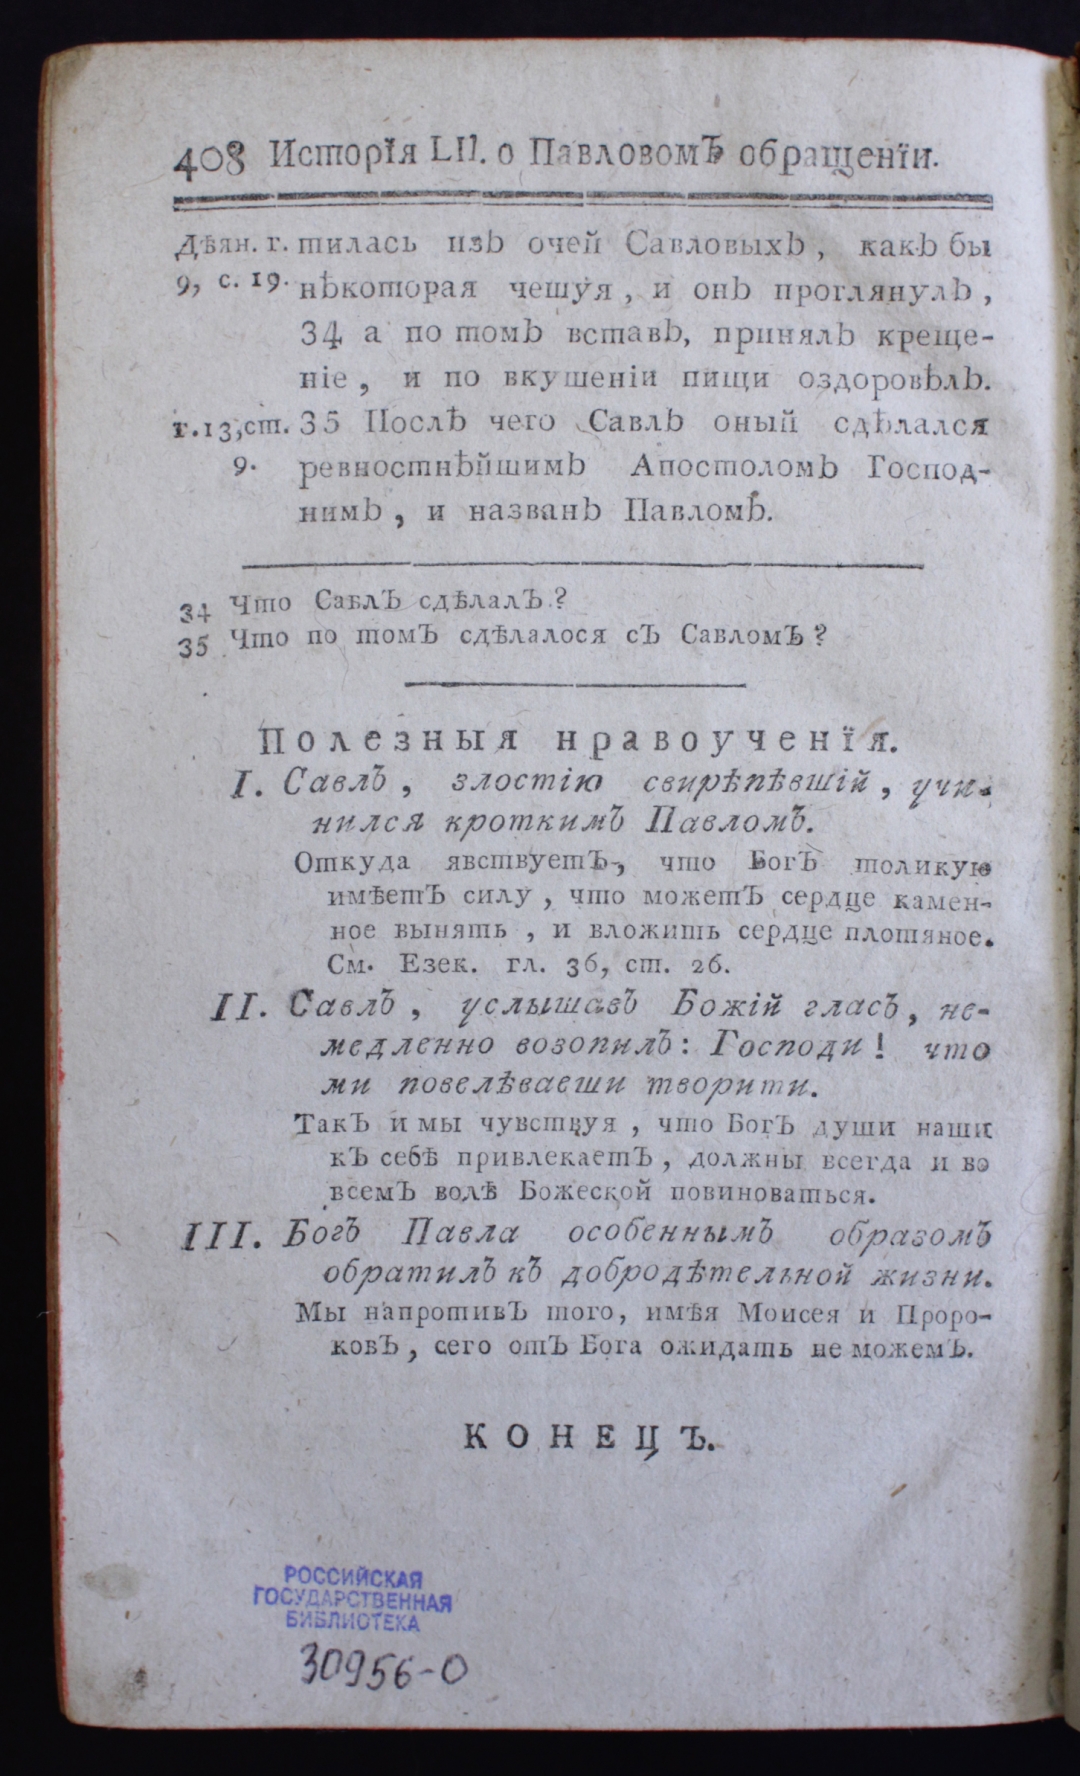 408 Исторїя LII. о Павловомъ обращенїи.
Дѣян. г. тилась изъ очей Савловыхъ, какъ бы
9, с. 19. нѣкоторая чешуя, и онъ проглянулъ,
34 а по томъ вставъ, принялъ креще-
ніе, и по вкушеніи пищи оздоровѣлъ.
г.13,ст. 35 Послѣ чего Савлъ оный сдѣлался
9. ревностнѣйшимъ Апостоломъ Господ-
нимъ, и названъ Павломъ.
34 Что Савлъ сдѣлалъ?
35 Что по томъ сдѣлалося съ Савломъ?
Полезныя нравоученїя.
I. Савлъ, злостію свирѣпѣвшій, учи-
нился кроткимъ Павломъ.
Откуда явствуетъ, что Богъ толикую
имѣетъ силу, что можетъ сердце камен-
ное вынять, и вложить сердце плотяное.
См. Езек. гл. 36, ст. 26.
II. Савлъ, услышавъ Божій гласъ, не-
медленно возопилъ: Господи! что
ми повелѣваеши творити.
Такъ и мы чувствуя, что Богъ души наши
къ себѣ привлекаетъ, должны всегда и во
всемъ волѣ Божеской повиноваться.
III. Богъ Павла особеннымъ образомъ
обратилъ къ добродѣтельной жизни.
Мы напротивъ того, имѣя Моисея и Проро-
ковъ, сего отъ Бога ожидать не можемъ.
КОНЕЦЪ.
РОССИЙСКАЯ
ГОСУДАРСТВЕННАЯ
БИБЛИОТЕКА
30956-0